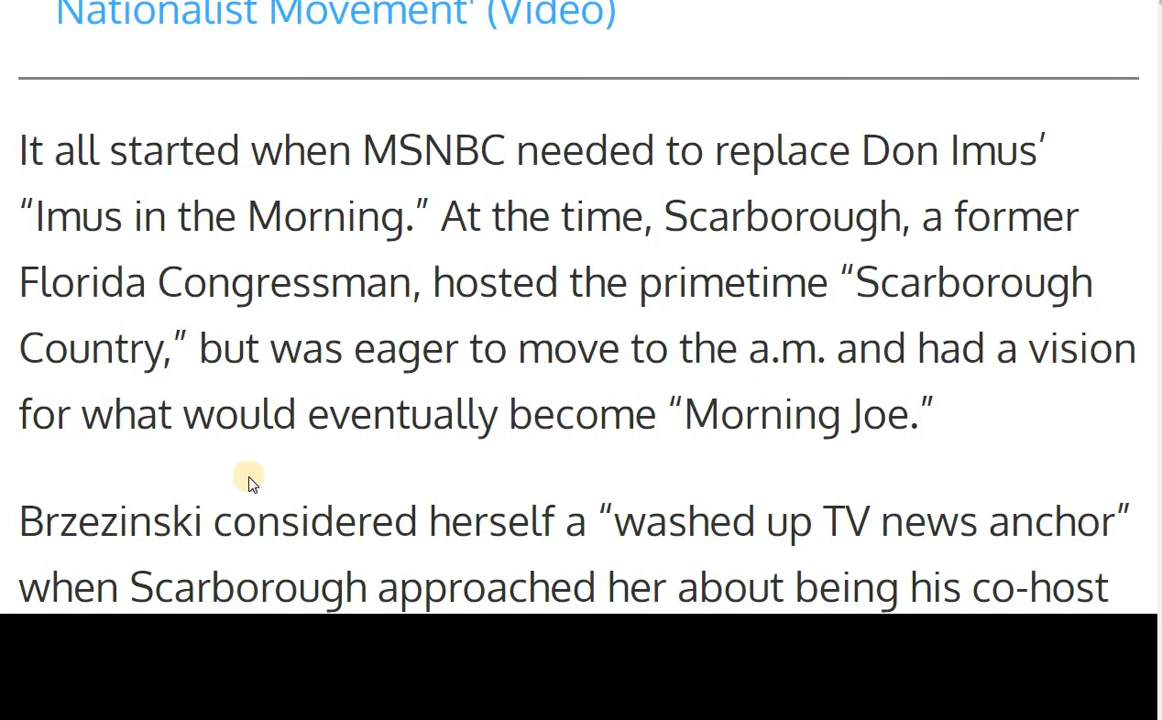 Nationalist Movement' (Video)
It all started when MSNBC needed to replace Don Imus’
“Imus in the Morning.” At the time, Scarborough, a former
Florida Congressman, hosted the primetime “Scarborough
Country,” but was eager to move to the a.m. and had a vision
for what would eventually become “Morning Joe.”
Brzezinski considered herself a “washed up TV news anchor”
when Scarborough approached her about being his co-host